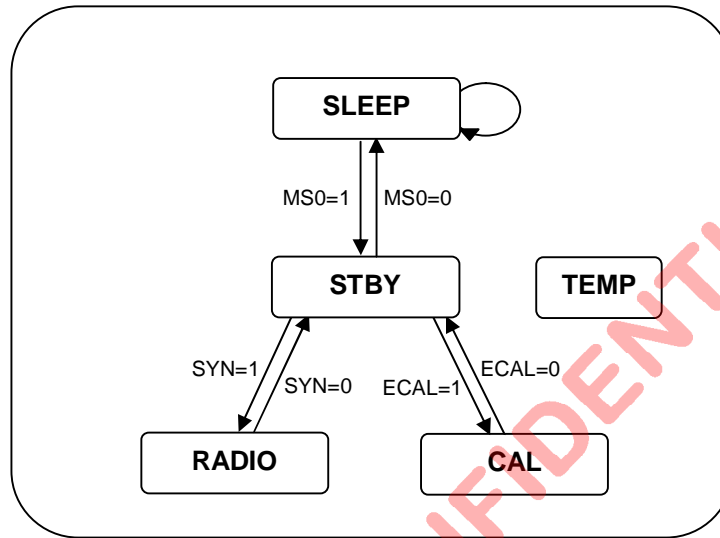 SLEEP
MS0=1 MS0=0
STBY TEMP
SYN=1 ECAL=0
SYN=0 ECAL=1
RADIO CAL